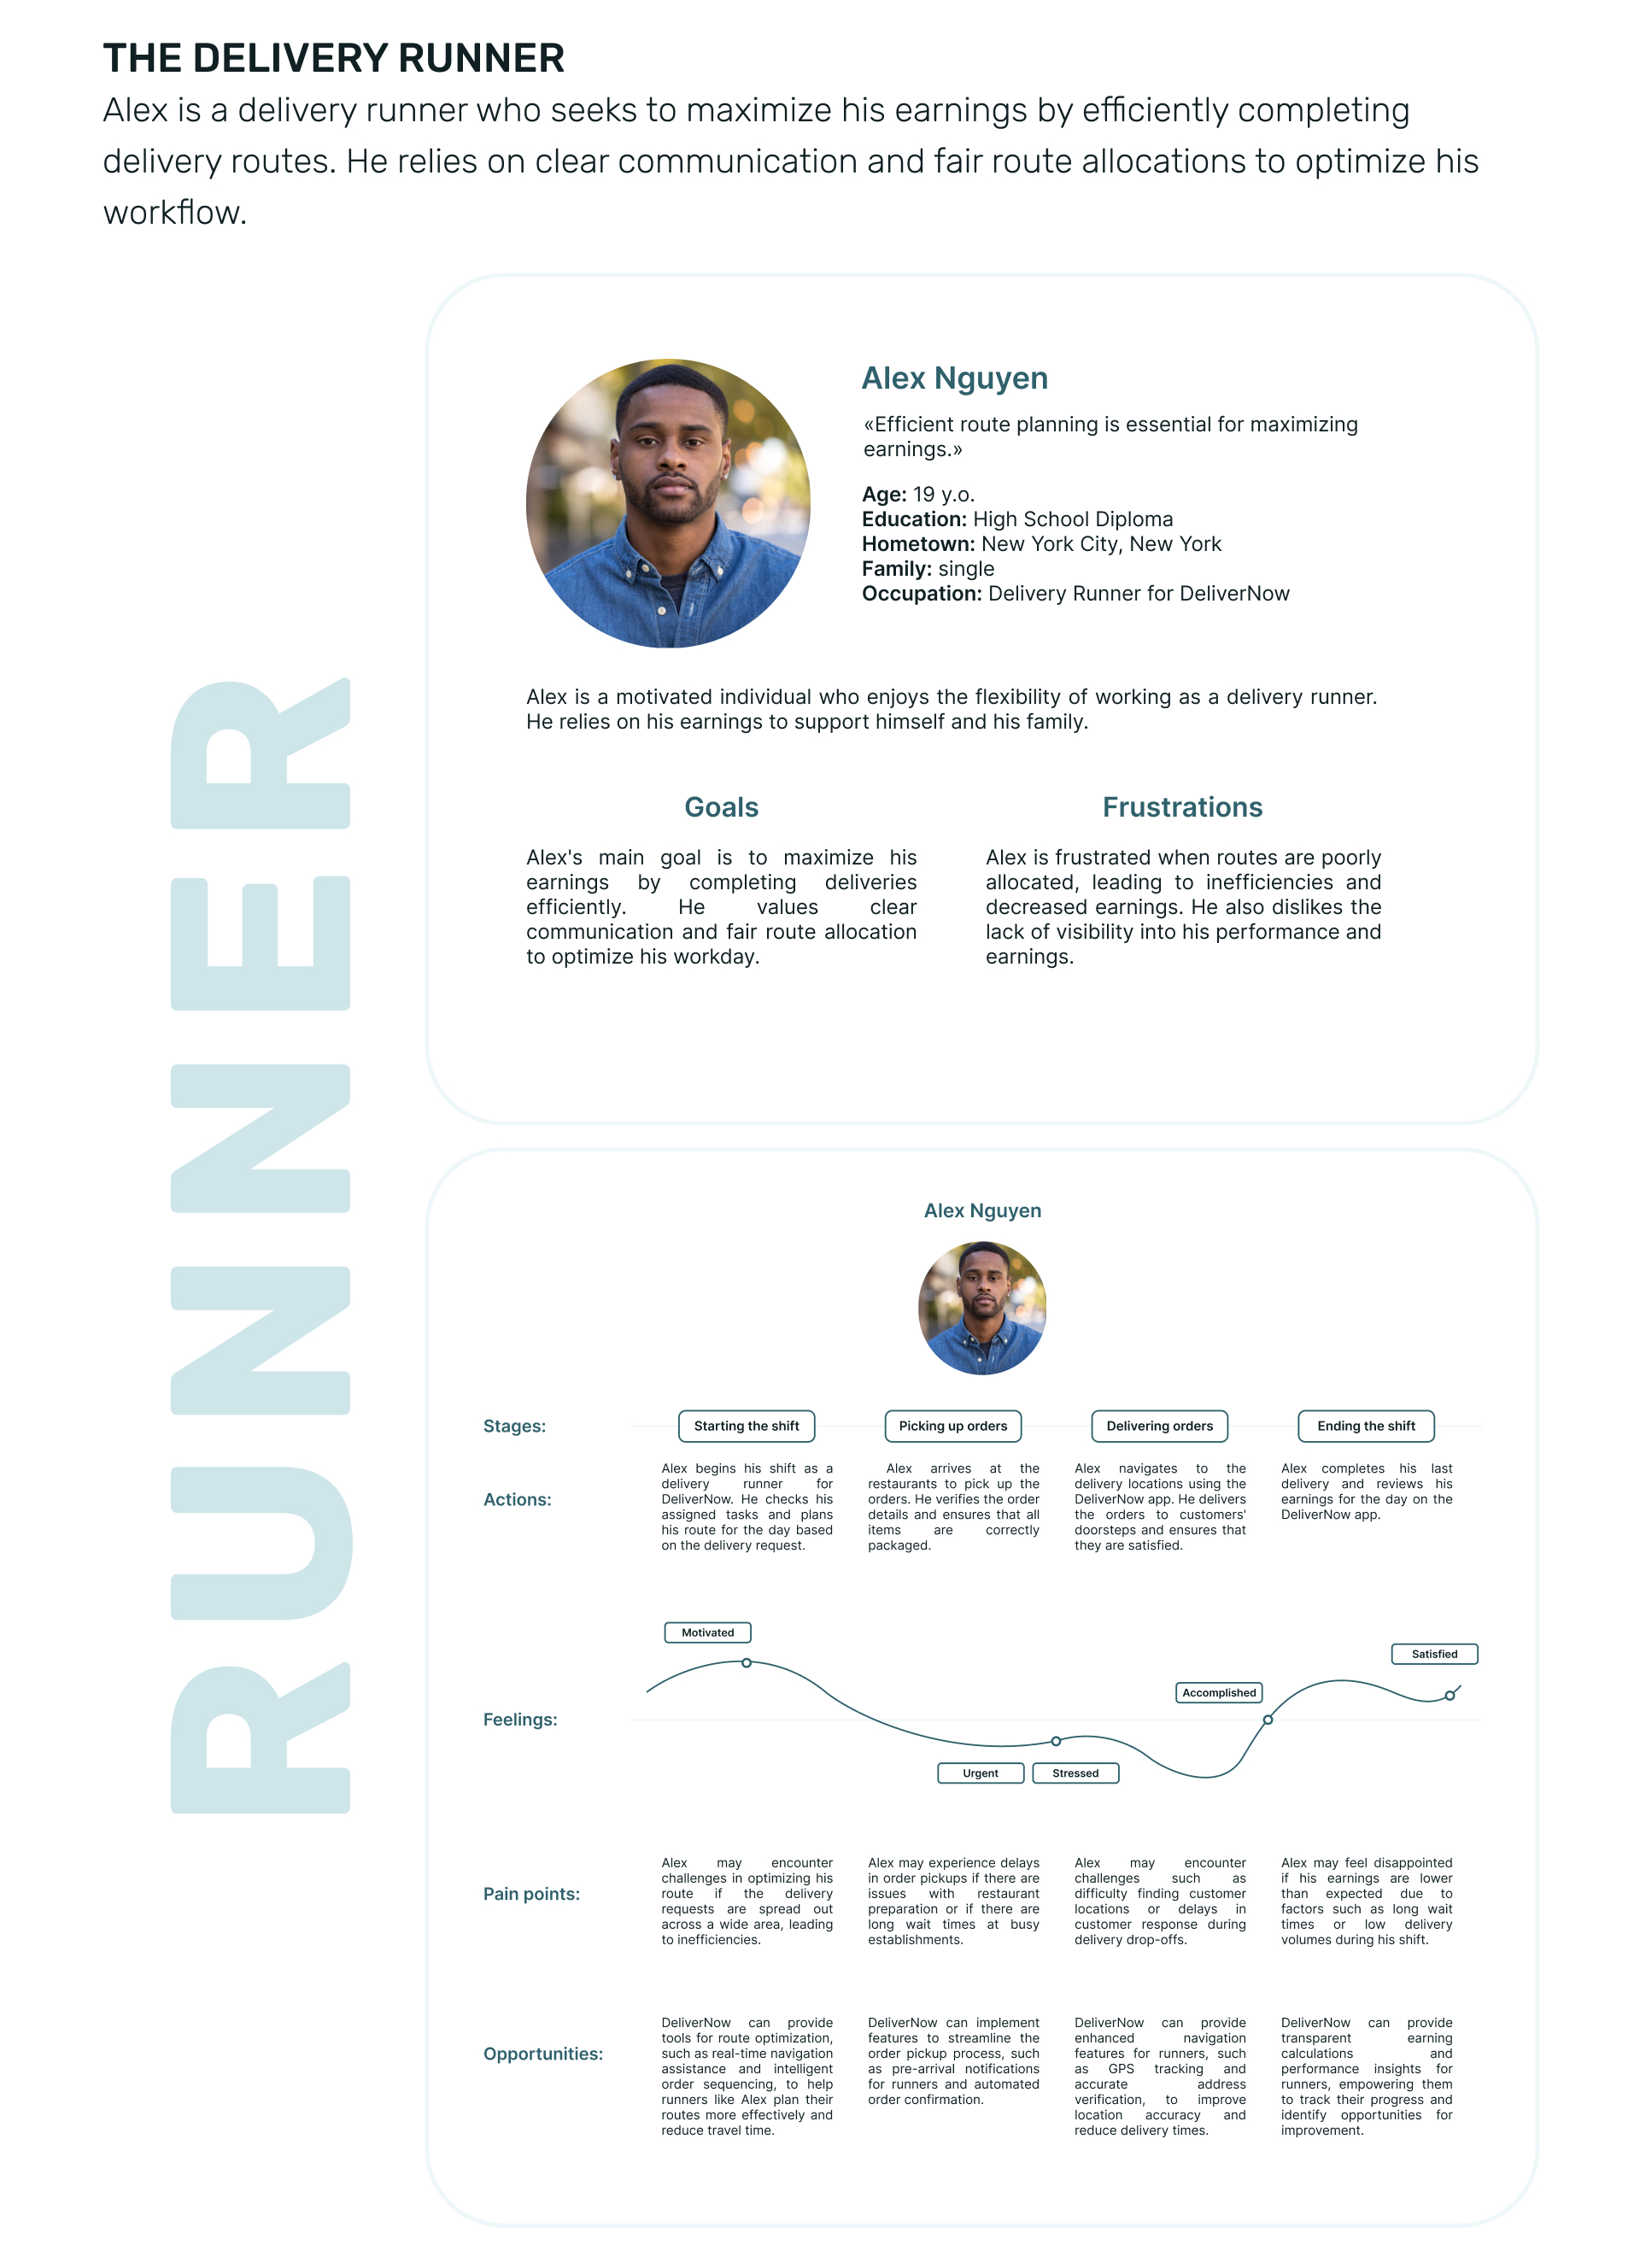 THE DELIVERY RUNNER
Alex is a delivery runner who seeks to maximize his earnings by efficiently completing
delivery routes. He relies on clear communication and fair route allocations to optimize his
workflow.
RUNNER
Alex Nguyen
«Efficient route planning is essential for maximizing
earnings.»
Age: 19 y.o.
Education: High School Diploma
Hometown: New York City, New York
Family: single
Occupation: Delivery Runner for DeliverNow
Alex is a motivated individual who enjoys the flexibility of working as a delivery runner.
He relies on his earnings to support himself and his family.
Goals
Alex's main goal is to maximize his
earnings by completing deliveries
efficiently. He values clear
communication and fair route allocation
to optimize his workday.
Frustrations
Alex is frustrated when routes are poorly
allocated, leading to inefficiencies and
decreased earnings. He also dislikes the
lack of visibility into his performance and
earnings.
Alex Nguyen
Stages:
Starting the shift
Picking up orders
Delivering orders
Ending the shift
Actions:
Alex begins his shift as a
delivery runner for
DeliverNow. He checks his
assigned tasks and plans
his route for the day based
on the delivery request.
Alex arrives at the
restaurants to pick up the
orders. He verifies the order
details and ensures that all
items are correctly
packaged.
Alex navigates to the
delivery locations using the
DeliverNow app. He delivers
the orders to customers'
doorsteps and ensures that
they are satisfied.
Alex completes his last
delivery and reviews his
earnings for the day on the
DeliverNow app.
Feelings:
Motivated
Urgent
Stressed
Accomplished
Satisfied
Pain points:
Alex may encounter
challenges in optimizing his
route if the delivery
requests are spread out
across a wide area, leading
to inefficiencies.
Alex may experience delays
in order pickups if there are
issues with restaurant
preparation or if there are
long wait times at busy
establishments.
Alex may encounter
challenges such as
difficulty finding customer
locations or delays in
customer response during
delivery drop-offs.
Alex may feel disappointed
if his earnings are lower
than expected due to
factors such as long wait
times or low delivery
volumes during his shift.
Opportunities:
DeliverNow can provide
tools for route optimization,
such as real-time navigation
assistance and intelligent
order sequencing, to help
runners like Alex plan their
routes more effectively and
reduce travel time.
DeliverNow can implement
features to streamline the
order pickup process, such
as pre-arrival notifications
for runners and automated
order confirmation.
DeliverNow can provide
enhanced navigation
features for runners, such
as GPS tracking and
accurate address
verification, to improve
location accuracy and
reduce delivery times.
DeliverNow can provide
transparent earning
calculations and
performance insights for
runners, empowering them
to track their progress and
identify opportunities for
improvement.